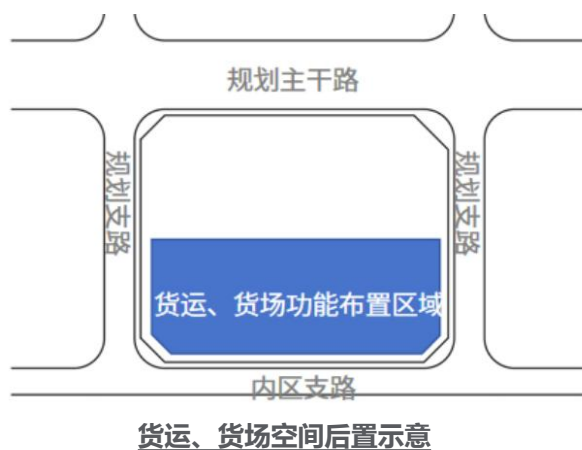 规划主干路
规划支路
规划支路
货运、货场功能布置区域
内区支路
货运、货场空间后置示意